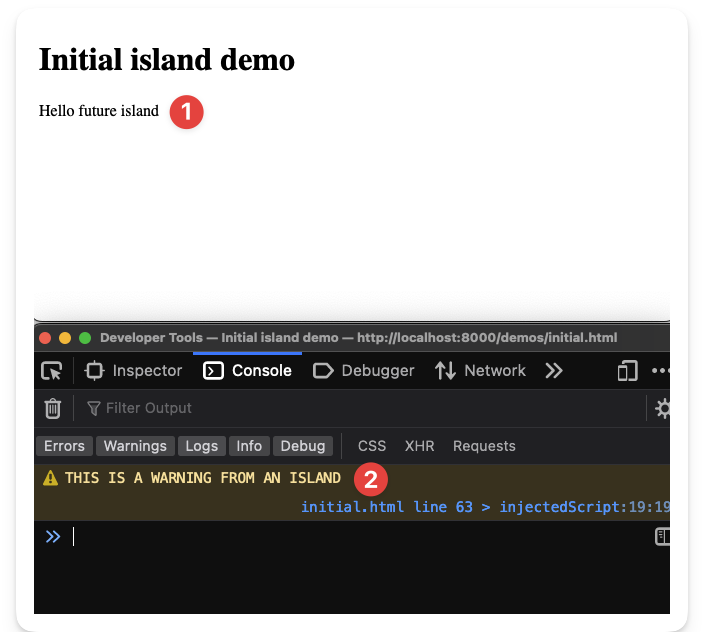 Initial island demo
Hello future island 1
Developer Tools — Initial island demo — http://localhost:8000/demos/initial.html
Inspector Console Debugger Network
Filter Output
Errors Warnings Logs Info Debug CSS XHR Requests
THIS IS A WARNING FROM AN ISLAND 2
initial.html line 63 > injectedScript:19:19